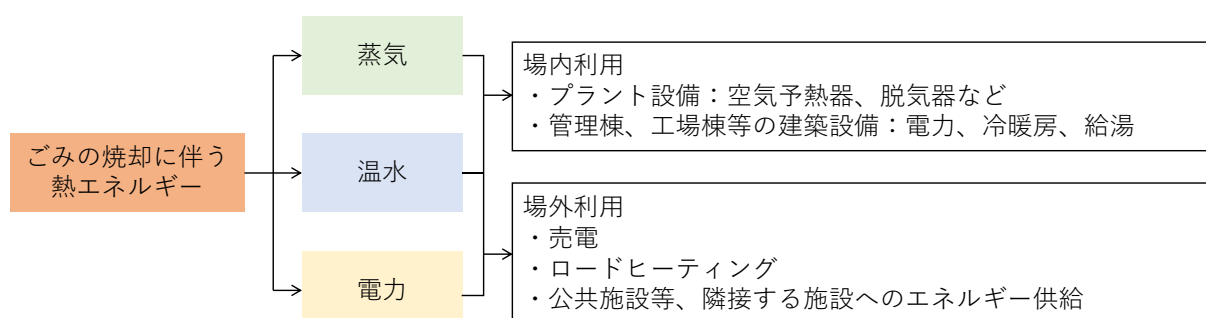 ごみの焼却に伴う
熱エネルギー
蒸気
温水
電力
場内利用
・プラント設備：空気予熱器、脱気器など
・管理棟、工場棟等の建築設備：電力、冷暖房、給湯
場外利用
・売電
・ロードヒーティング
・公共施設等、隣接する施設へのエネルギー供給